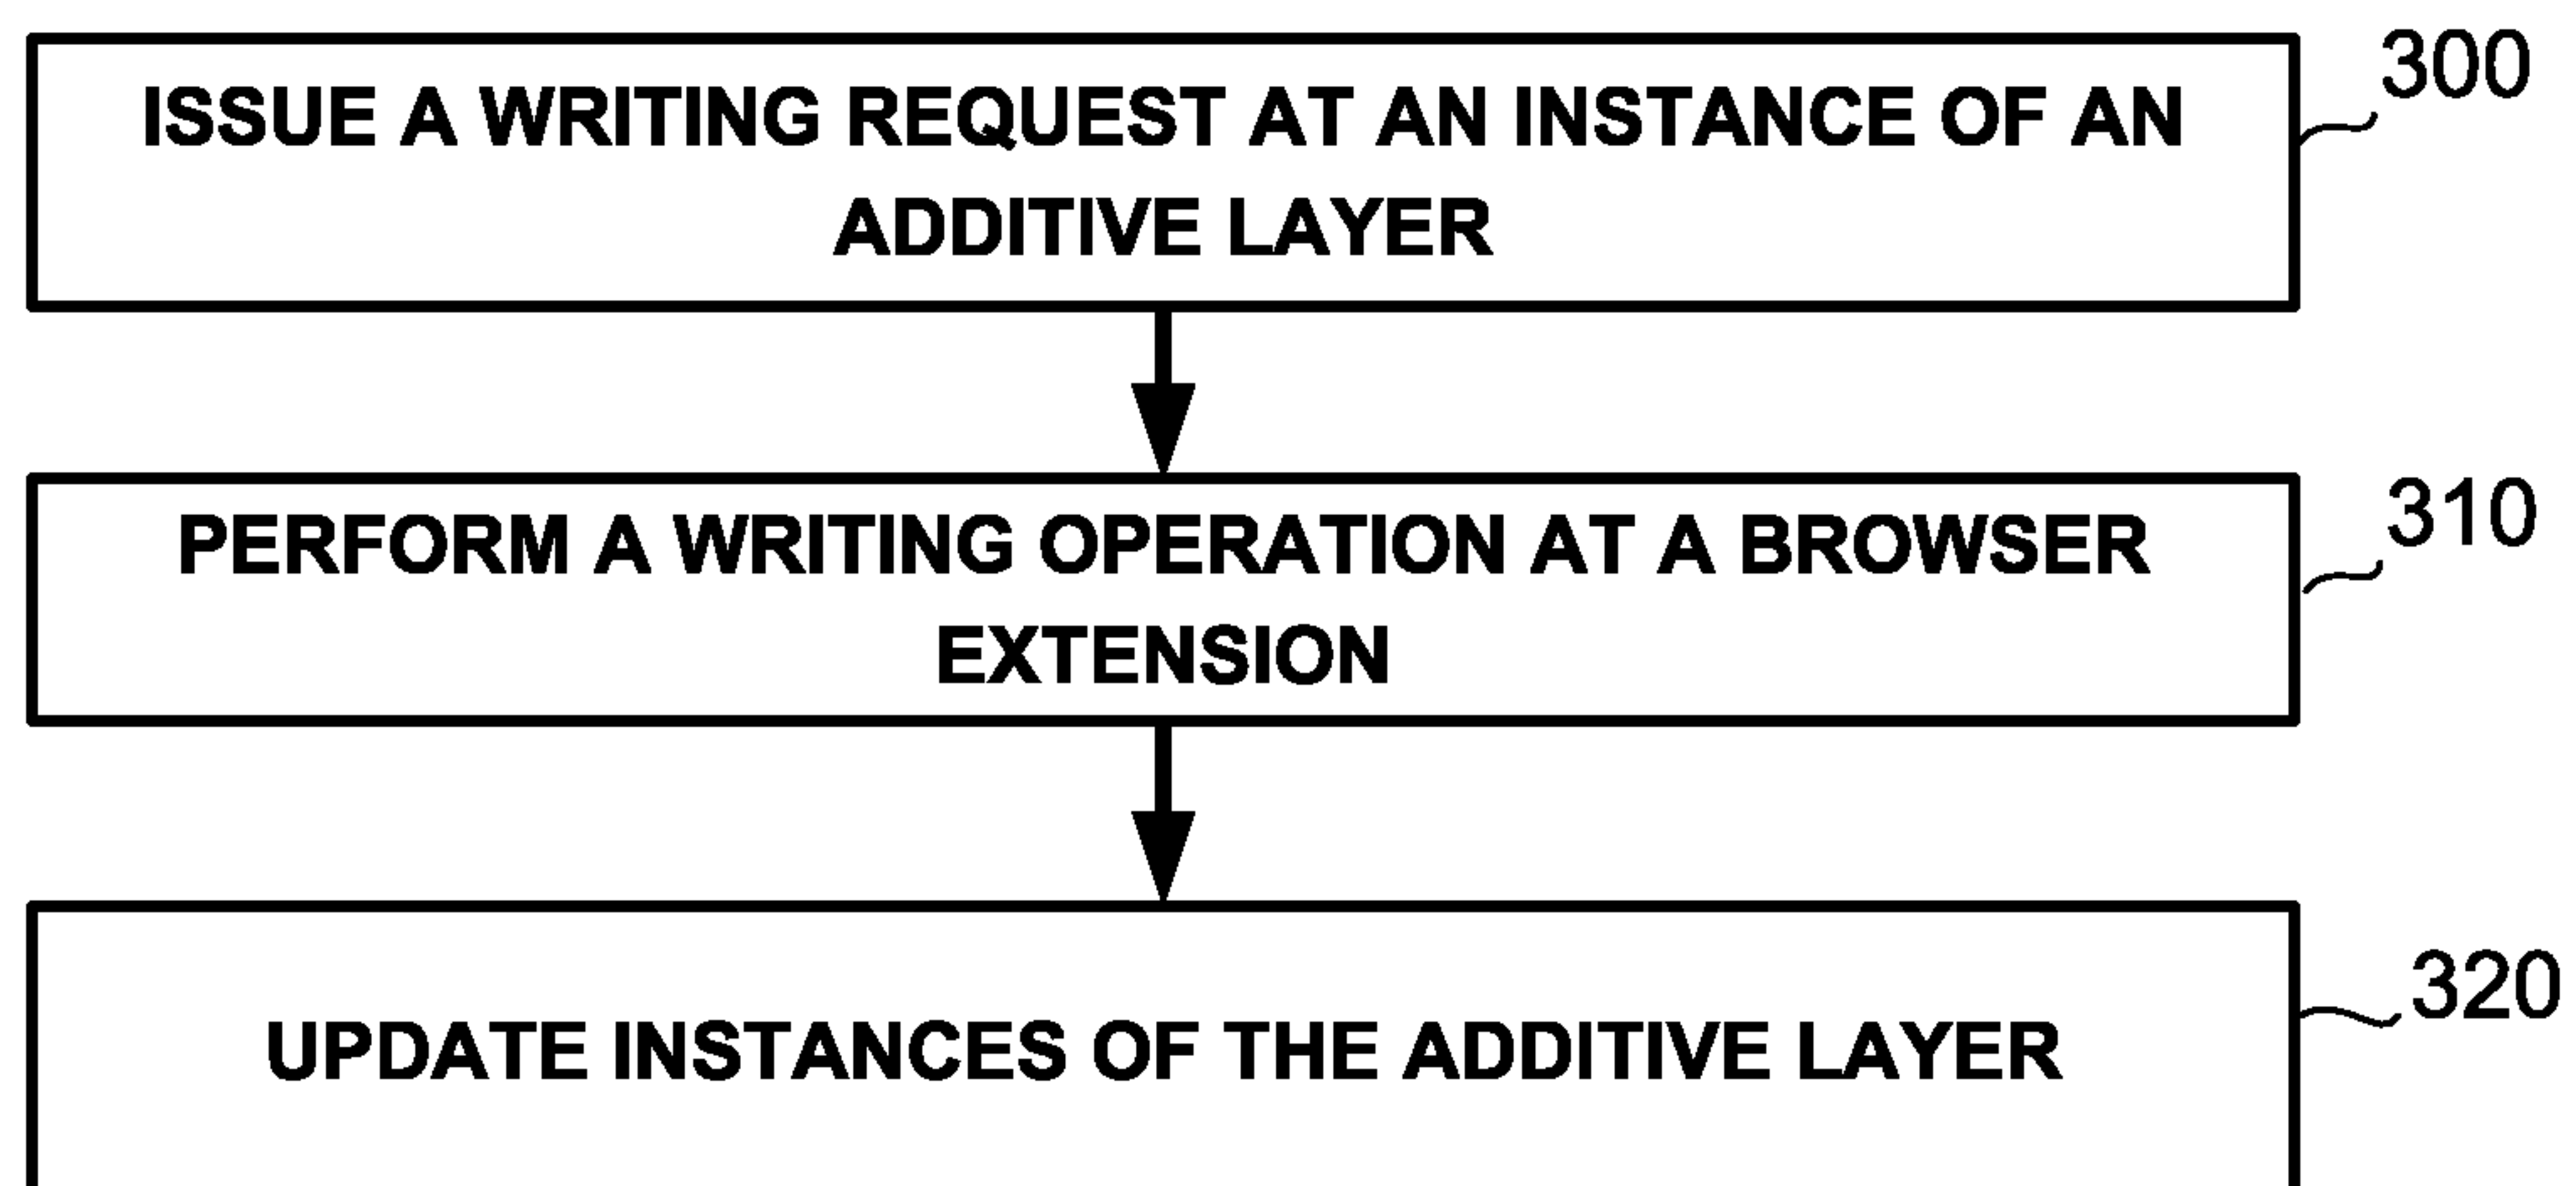 ISSUE A WRITING REQUEST AT AN INSTANCE OF AN
ADDITIVE LAYER
300
PERFORM A WRITING OPERATION AT A BROWSER
EXTENSION
310
UPDATE INSTANCES OF THE ADDITIVE LAYER
320